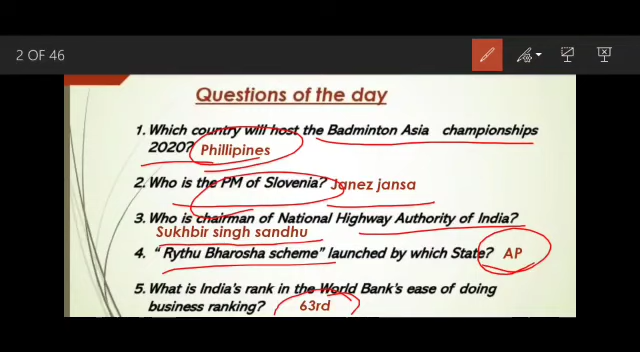 2 OF 46
Questions of the day
1. Which country will host the Badminton Asia championships
2020? Phillipines
2. Who is the PM of Slovenia? Janez jansa
3. Who is chairman of National Highway Authority of India?
Sukhbir singh sandhu
4. “ Rythu Bharosha scheme” launched by which State? AP
5. What is India’s rank in the World Bank’s ease of doing
business ranking? 63rd